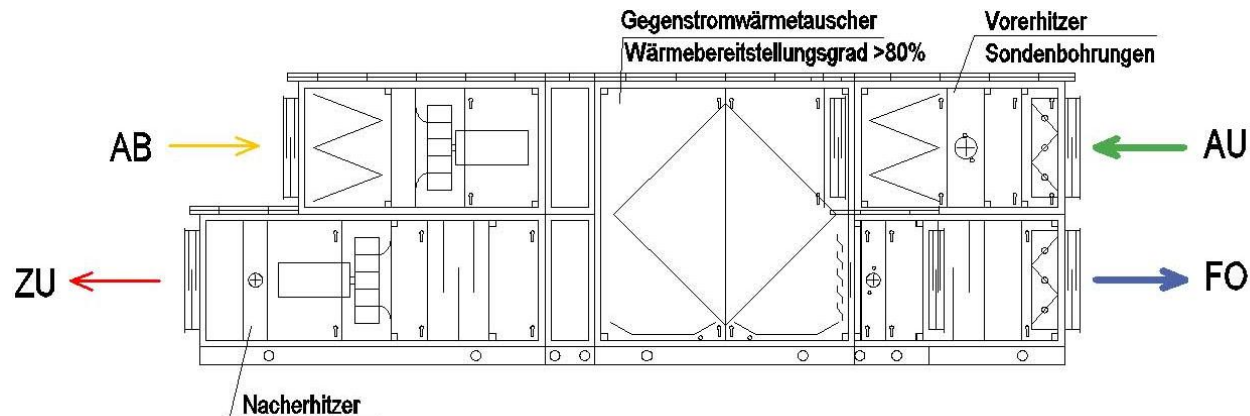 Gegenstromwärmetauscher
Wärmebereitstellungsgrad >80%
Vorerhitzer
Sondenbohrungen
AB
AU
ZU
FO
Nacherhitzer